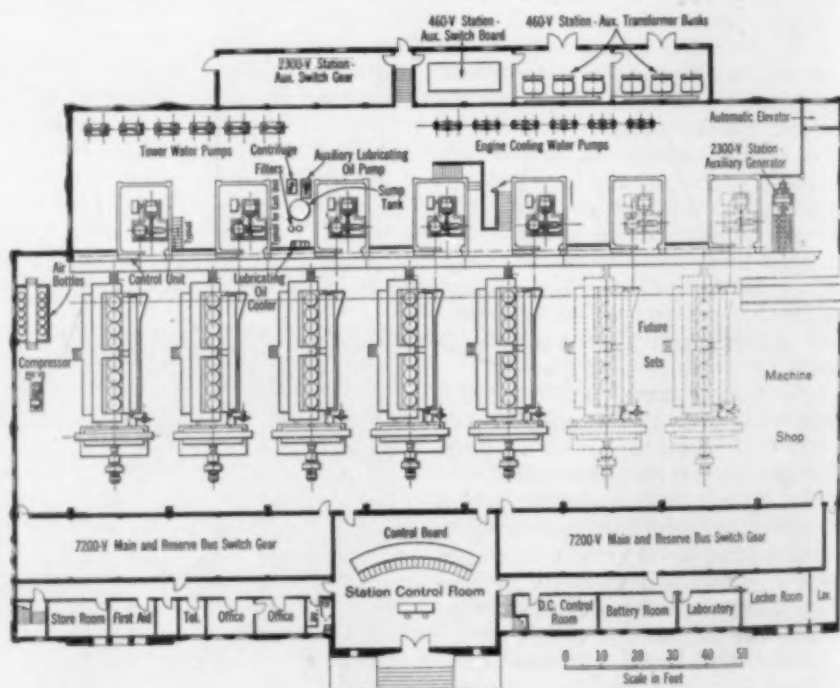 460-V Station -
Aux. Switch Board
460-V Station - Aux. Transformer Banks
2300-V Station -
Aux. Switch Gear
Automatic Elevator
Tower Water Pumps
Centrifuge
Filters
Auxiliary Lubricating
Oil Pump
Sump
Tank
Engine Cooling Water Pumps
2300-V Station -
Auxiliary Generator
Air
Bottles
Control Unit
Lubricating
Oil
Cooler
Compressor
Future
Sets
Machine
Shop
7200-V Main and Reserve Bus Switch Gear
Control Board
7200-V Main and Reserve Bus Switch Gear
Station Control Room
Store Room
First Aid
Tel.
Office
Office
Lav.
D.C. Control
Room
Battery Room
Laboratory
Locker Room
Lav.
0 10 20 30 40 50
Scale in Feet